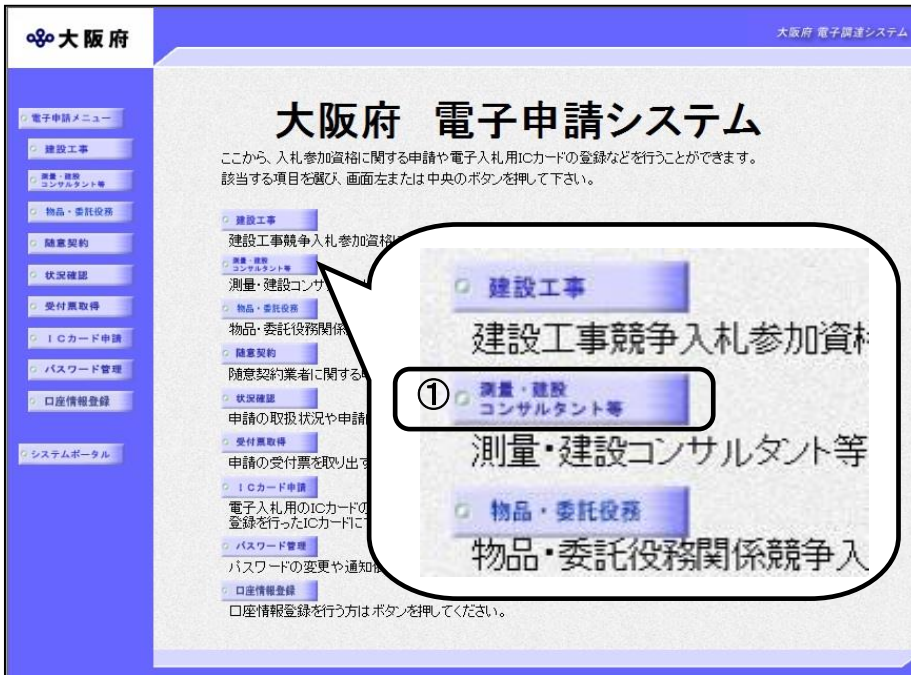 大阪府
大阪府 電子調達システム
電子申請メニュー
建設工事
測量・建設
コンサルタント等
物品・委託役務
随意契約
状況確認
受付票取得
ICカード申請
パスワード管理
口座情報登録
システムポータル
大阪府 電子申請システム
ここから、入札参加資格に関する申請や電子入札用ICカードの登録などを行うことができます。
該当する項目を選び、画面左または中央のボタンを押して下さい。
建設工事
建設工事競争入札参加資格に
測量・建設
コンサルタント等
測量・建設コンサ
物品・委託役務
物品・委託役務関係
随意契約
随意契約業者に関する
状況確認
申請の取扱状況や申請
受付票取得
申請の受付票を取り出す
ICカード申請
電子入札用のICカードの
登録を行ったICカードに
パスワード管理
パスワードの変更や通知
口座情報登録
口座情報登録を行う方はボタンを押してください。
建設工事
建設工事競争入札参加資
① 測量・建設
コンサルタント等
測量・建設コンサルタント等
物品・委託役務
物品・委託役務関係競争入